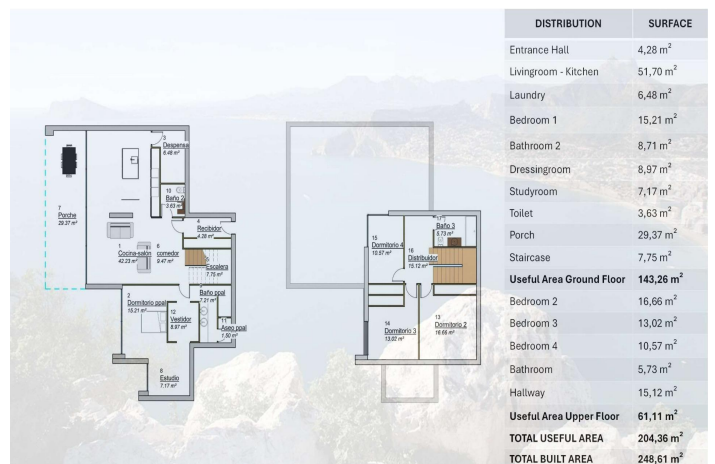 DISTRIBUTION SURFACE
Entrance Hall 4,28 m²
Livingroom - Kitchen 51,70 m²
Laundry 6,48 m²
Bedroom 1 15,21 m²
Bathroom 2 8,71 m²
Dressingroom 8,97 m²
Studyroom 7,17 m²
Toilet 3,63 m²
Porch 29,37 m²
Staircase 7,75 m²
Useful Area Ground Floor 143,26 m²
Bedroom 2 16,66 m²
Bedroom 3 13,02 m²
Bedroom 4 10,57 m²
Bathroom 5,73 m²
Hallway 15,12 m²
Useful Area Upper Floor 61,11 m²
TOTAL USEFUL AREA 204,36 m²
TOTAL BUILT AREA 248,61 m²
3
Despensa
6.48 m²
10
Baño 2
3.63 m²
7
Porche
29.37 m²
4
Recibidor
4.28 m²
1
Cocina-salón
42.23 m²
6
comedor
9.47 m²
Escalera
7.75 m²
2
Dormitorio ppal
15.21 m²
Baño ppal
7.21 m²
12
Vestidor
8.97 m²
11
Aseo ppal
1.50 m²
8
Estudio
7.17 m²
17
Baño 3
5.73 m²
15
Dormitorio 4
10.57 m²
16
Distribuidor
15.12 m²
14
Dormitorio 3
13.02 m²
13
Dormitorio 2
16.66 m²